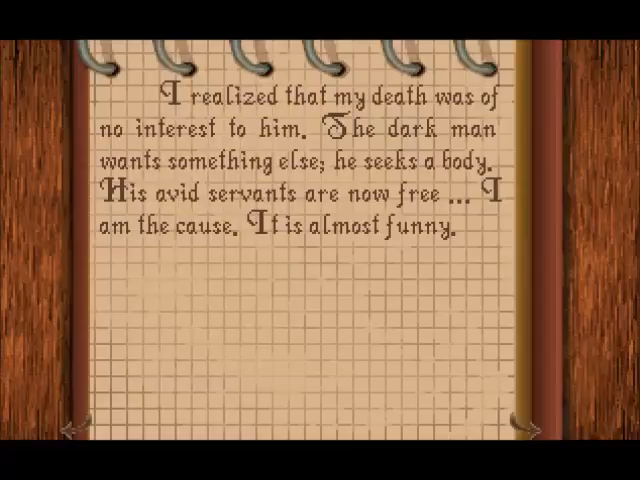 I realized that my death was of
no interest to him. The dark man
wants something else; he seeks a body.
His avid servants are now free ... I
am the cause. It is almost funny.